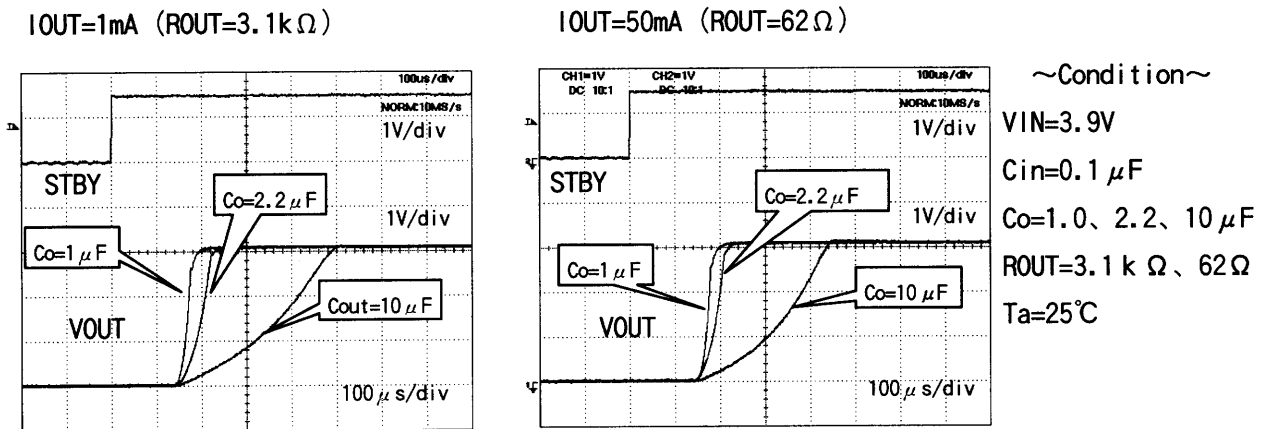 IOUT=1mA (ROUT=3.1kΩ)
100us/div
NORM:10MS/s
1V/div
STBY
Co=2.2μF
1V/div
Co=1μF
Cout=10μF
VOUT
100μs/div
IOUT=50mA (ROUT=62Ω)
CH1=1V CH2=1V 100us/div
DC 10:1 DC 10:1
NORM:10MS/s
1V/div
STBY
Co=2.2μF
1V/div
Co=1μF
Co=10μF
VOUT
100μs/div
~Condition~
VIN=3.9V
Cin=0.1μF
Co=1.0、2.2、10μF
ROUT=3.1kΩ、62Ω
Ta=25℃